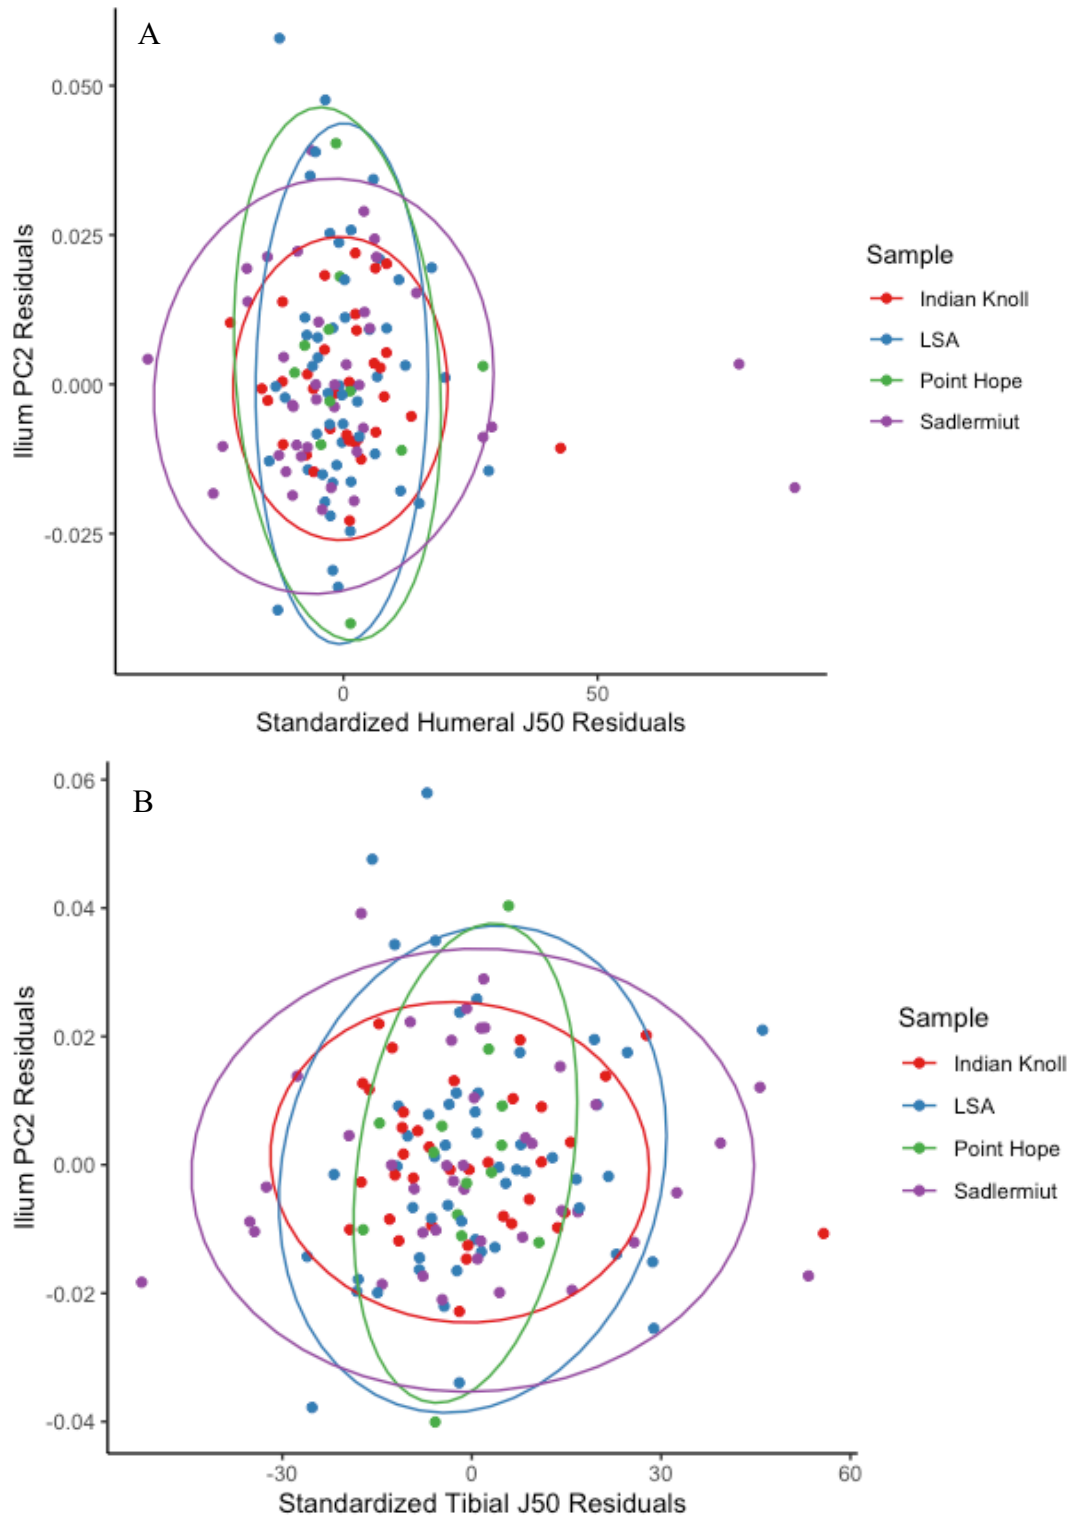 A
0.050
0.025
0.000
-0.025
Ilium PC2 Residuals
0
50
Standardized Humeral J50 Residuals
Sample
Indian Knoll
LSA
Point Hope
Sadlermiut
B
0.06
0.04
0.02
0.00
-0.02
-0.04
Ilium PC2 Residuals
-30
0
30
60
Standardized Tibial J50 Residuals
Sample
Indian Knoll
LSA
Point Hope
Sadlermiut